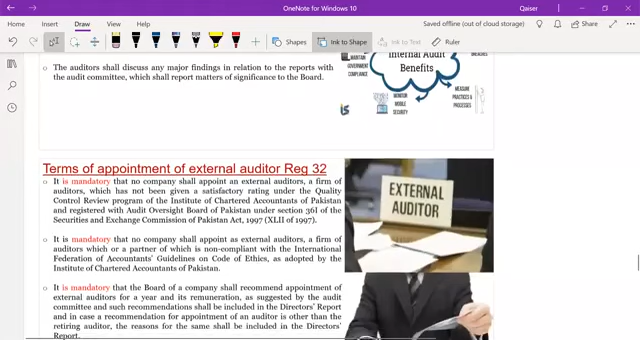 OneNote for Windows 10
Qaiser
Home
Insert
Draw
View
Help
Class Notebook
Saved offline (out of cloud storage)
Share
Shapes
Ink to Shape
Ink to Text
Ruler
o The auditors shall discuss any major findings in relation to the reports with
the audit committee, which shall report matters of significance to the Board.
Internal Audit
Benefits
MAINTAIN
GOVERNMENT
COMPLIANCE
MONITOR
MOBILE
SECURITY
MEASURE
PRACTICES &
PROCESSES
BREACHES
Terms of appointment of external auditor Reg 32
o It is mandatory that no company shall appoint an external auditors, a firm of
auditors, which has not been given a satisfactory rating under the Quality
Control Review program of the Institute of Chartered Accountants of Pakistan
and registered with Audit Oversight Board of Pakistan under section 36I of
the Securities and Exchange Commission of Pakistan Act, 1997 (XLII of 1997).
o It is mandatory that no company shall appoint as external auditors, a firm of
auditors which or a partner of which is non-compliant with the International
Federation of Accountants' Guidelines on Code of Ethics, as adopted by the
Institute of Chartered Accountants of Pakistan.
o It is mandatory that the Board of a company shall recommend appointment of
external auditors for a year and its remuneration, as suggested by the audit
committee and such recommendations shall be included in the Directors' Report
and in case a recommendation for appointment of an auditor is other than the
retiring auditor, the reasons for the same shall be included in the Directors'
Report.
EXTERNAL
AUDITOR